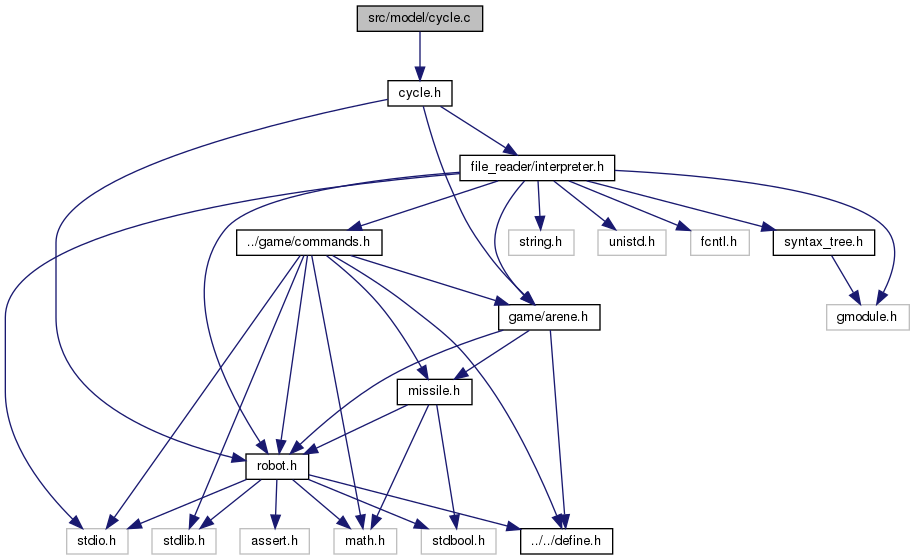 src/model/cycle.c
cycle.h
file_reader/interpreter.h
../game/commands.h
string.h
unistd.h
fcntl.h
syntax_tree.h
game/arene.h
gmodule.h
missile.h
robot.h
stdio.h
stdlib.h
assert.h
math.h
stdbool.h
../../define.h